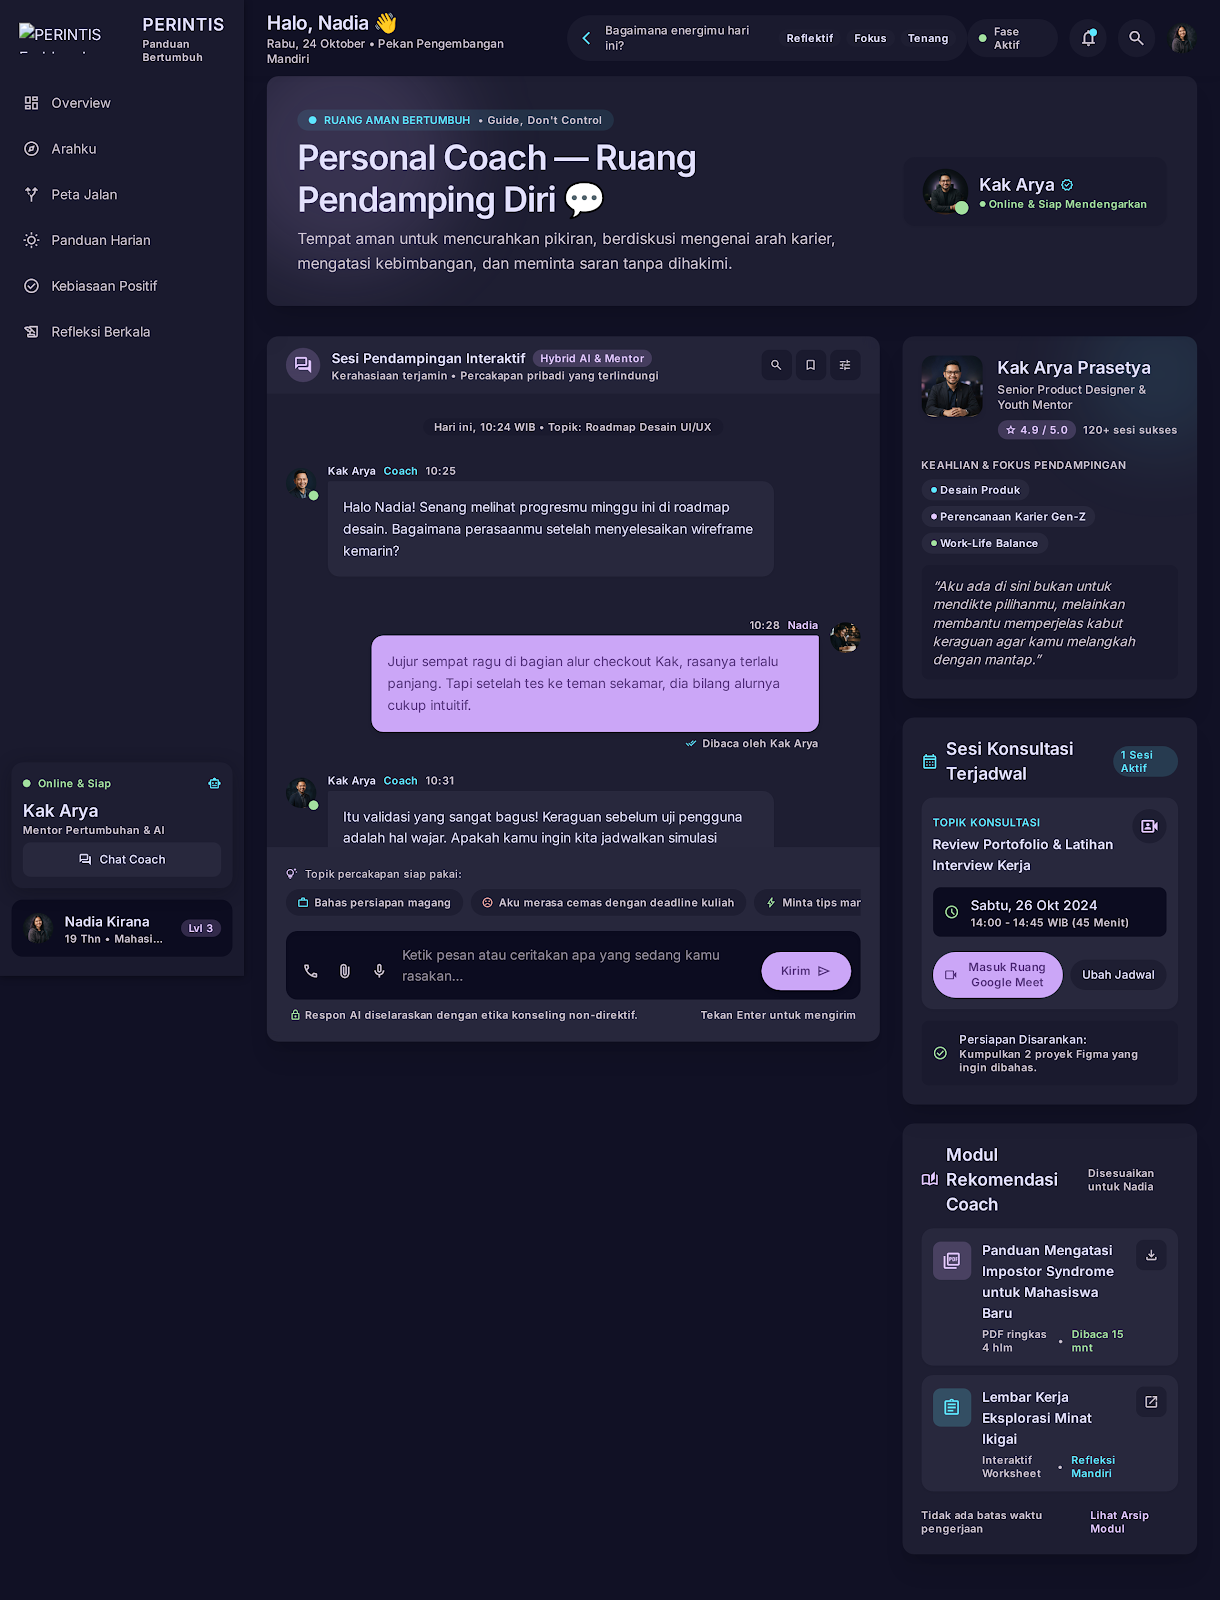 PERINTIS
PERINTIS
Panduan
Bertumbuh
Overview
Arahku
Peta Jalan
Panduan Harian
Kebiasaan Positif
Refleksi Berkala
Online & Siap
Kak Arya
Mentor Pertumbuhan & AI
Chat Coach
Nadia Kirana
19 Thn • Mahasi...
Lvl 3
Halo, Nadia 👋
Rabu, 24 Oktober • Pekan Pengembangan
Mandiri
Bagaimana energimu hari
ini?
Reflektif
Fokus
Tenang
Fase
Aktif
RUANG AMAN BERTUMBUH • Guide, Don't Control
Personal Coach — Ruang
Pendamping Diri 💬
Tempat aman untuk mencurahkan pikiran, berdiskusi mengenai arah karier,
mengatasi kebimbangan, dan meminta saran tanpa dihakimi.
Kak Arya
Online & Siap Mendengarkan
Sesi Pendampingan Interaktif
Hybrid AI & Mentor
Kerahasiaan terjamin • Percakapan pribadi yang terlindungi
Hari ini, 10:24 WIB • Topik: Roadmap Desain UI/UX
Kak Arya Coach 10:25
Halo Nadia! Senang melihat progresmu minggu ini di roadmap
desain. Bagaimana perasaanmu setelah menyelesaikan wireframe
kemarin?
10:28 Nadia
Jujur sempat ragu di bagian alur checkout Kak, rasanya terlalu
panjang. Tapi setelah tes ke teman sekamar, dia bilang alurnya
cukup intuitif.
Dibaca oleh Kak Arya
Kak Arya Coach 10:31
Itu validasi yang sangat bagus! Keraguan sebelum uji pengguna
adalah hal wajar. Apakah kamu ingin kita jadwalkan simulasi
Topik percakapan siap pakai:
Bahas persiapan magang
Aku merasa cemas dengan deadline kuliah
Minta tips mar
Ketik pesan atau ceritakan apa yang sedang kamu
rasakan...
Kirim
Respon AI diselaraskan dengan etika konseling non-direktif.
Tekan Enter untuk mengirim
Kak Arya Prasetya
Senior Product Designer &
Youth Mentor
4.9 / 5.0
120+ sesi sukses
KEAHLIAN & FOKUS PENDAMPINGAN
Desain Produk
Perencanaan Karier Gen-Z
Work-Life Balance
“Aku ada di sini bukan untuk
mendikte pilihanmu, melainkan
membantu memperjelas kabut
keraguan agar kamu melangkah
dengan mantap.”
Sesi Konsultasi
Terjadwal
1 Sesi
Aktif
TOPIK KONSULTASI
Review Portofolio & Latihan
Interview Kerja
Sabtu, 26 Okt 2024
14:00 - 14:45 WIB (45 Menit)
Masuk Ruang
Google Meet
Ubah Jadwal
Persiapan Disarankan:
Kumpulkan 2 proyek Figma yang
ingin dibahas.
Modul
Rekomendasi
Coach
Disesuaikan
untuk Nadia
PDF
Panduan Mengatasi
Impostor Syndrome
untuk Mahasiswa
Baru
PDF ringkas
4 hlm
•
Dibaca 15
mnt
Lembar Kerja
Eksplorasi Minat
Ikigai
Interaktif
Worksheet
•
Refleksi
Mandiri
Tidak ada batas waktu
pengerjaan
Lihat Arsip
Modul